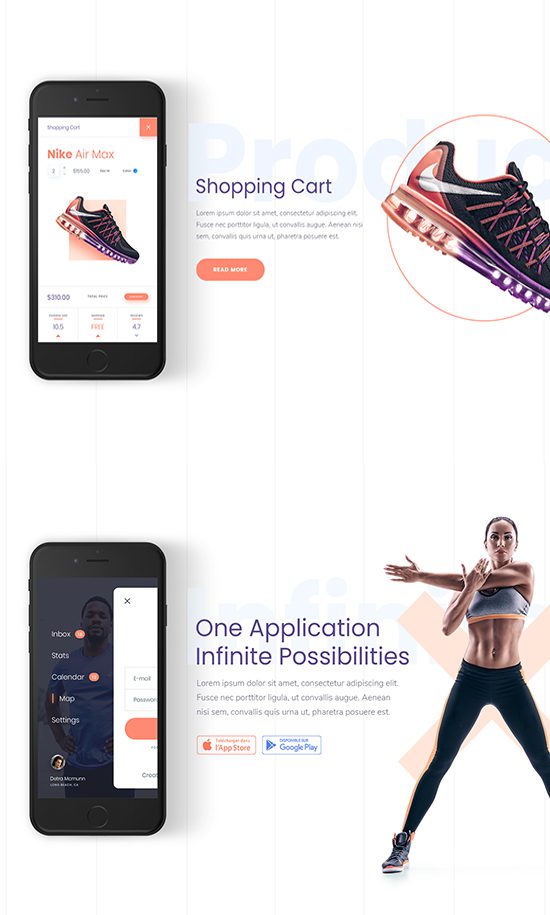 Shopping Cart
Nike Air Max
2 $155.00 Size 10 Color
$310.00 TOTAL PRICE
10.5 FREE 4.7
Produc
Shopping Cart
Lorem ipsum dolor sit amet, consectetur adipiscing elit.
Fusce nec porttitor ligula, ut convallis augue. Aenean nisi
sem, convallis quis urna ut, pharetra posuere est.
READ MORE
Inbox
Stats
Calendar
Map
Settings
Detra Mcmunn
LONG BEACH, CA
E-mail
Password
Creat
Infini
One Application
Infinite Possibilities
Lorem ipsum dolor sit amet, consectetur adipiscing elit.
Fusce nec porttitor ligula, ut convallis augue. Aenean
nisi sem, convallis quis urna ut, pharetra posuere est.
Télécharger dans
l'App Store
DISPONIBLE SUR
Google Play